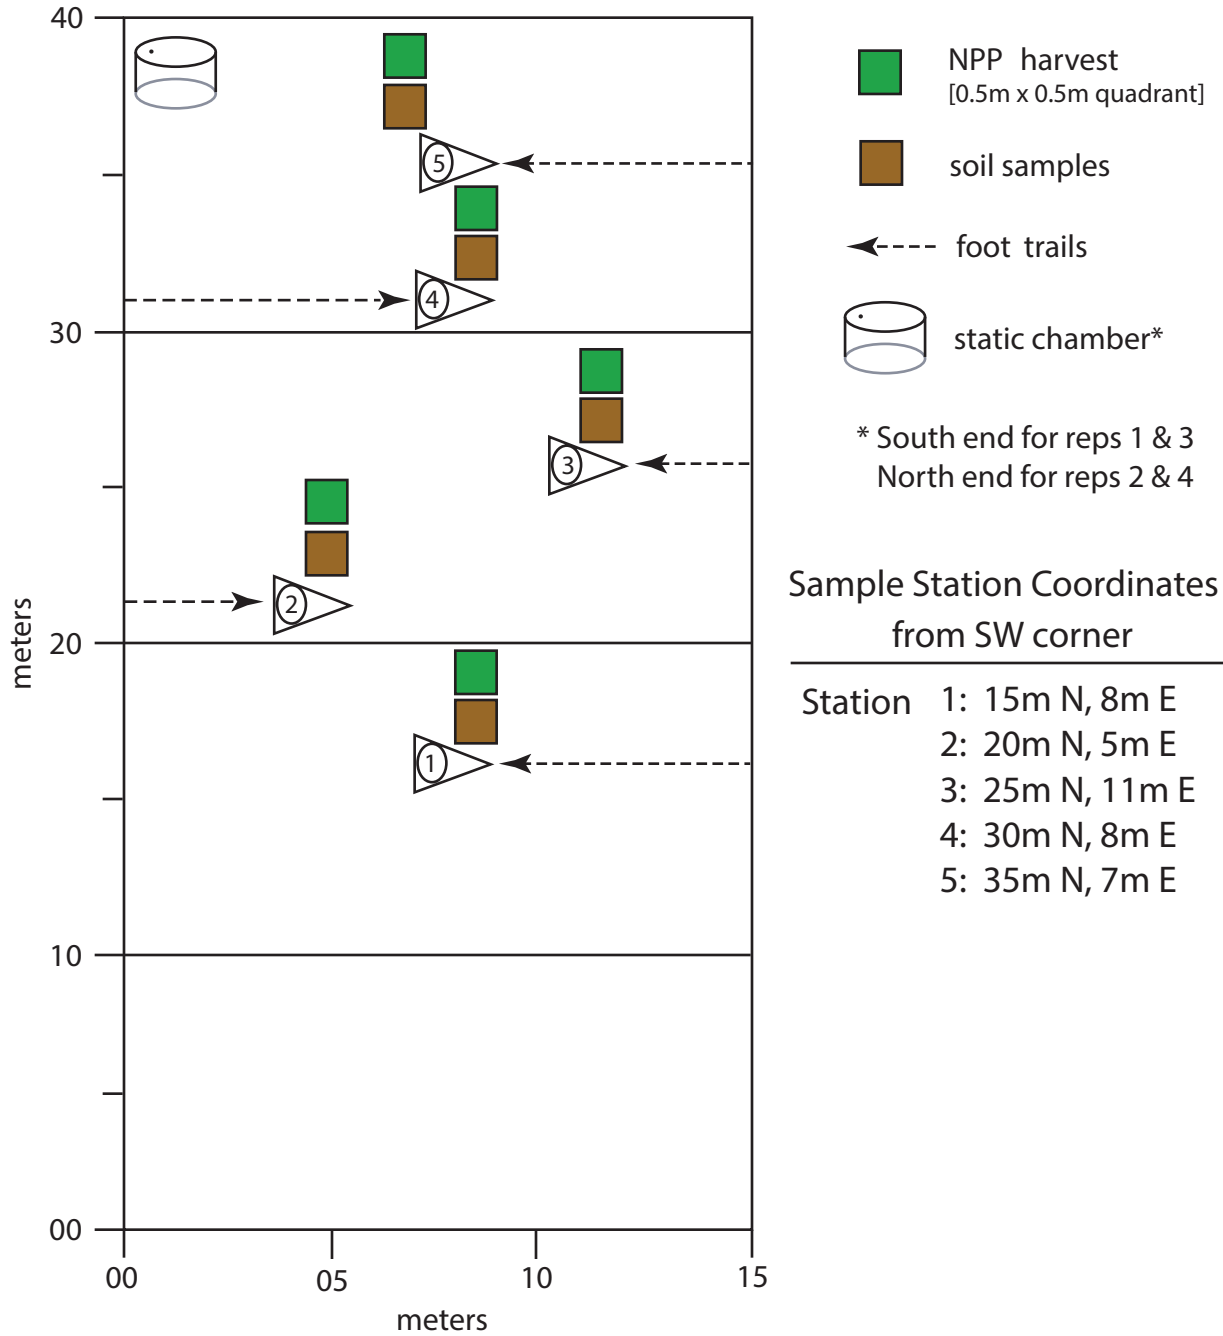 40
30
20
10
00
meters
00
05
10
15
meters
5
4
3
2
1
NPP harvest
[0.5m x 0.5m quadrant]
soil samples
foot trails
static chamber*
* South end for reps 1 & 3
North end for reps 2 & 4
Sample Station Coordinates
from SW corner
Station 1: 15m N, 8m E
2: 20m N, 5m E
3: 25m N, 11m E
4: 30m N, 8m E
5: 35m N, 7m E